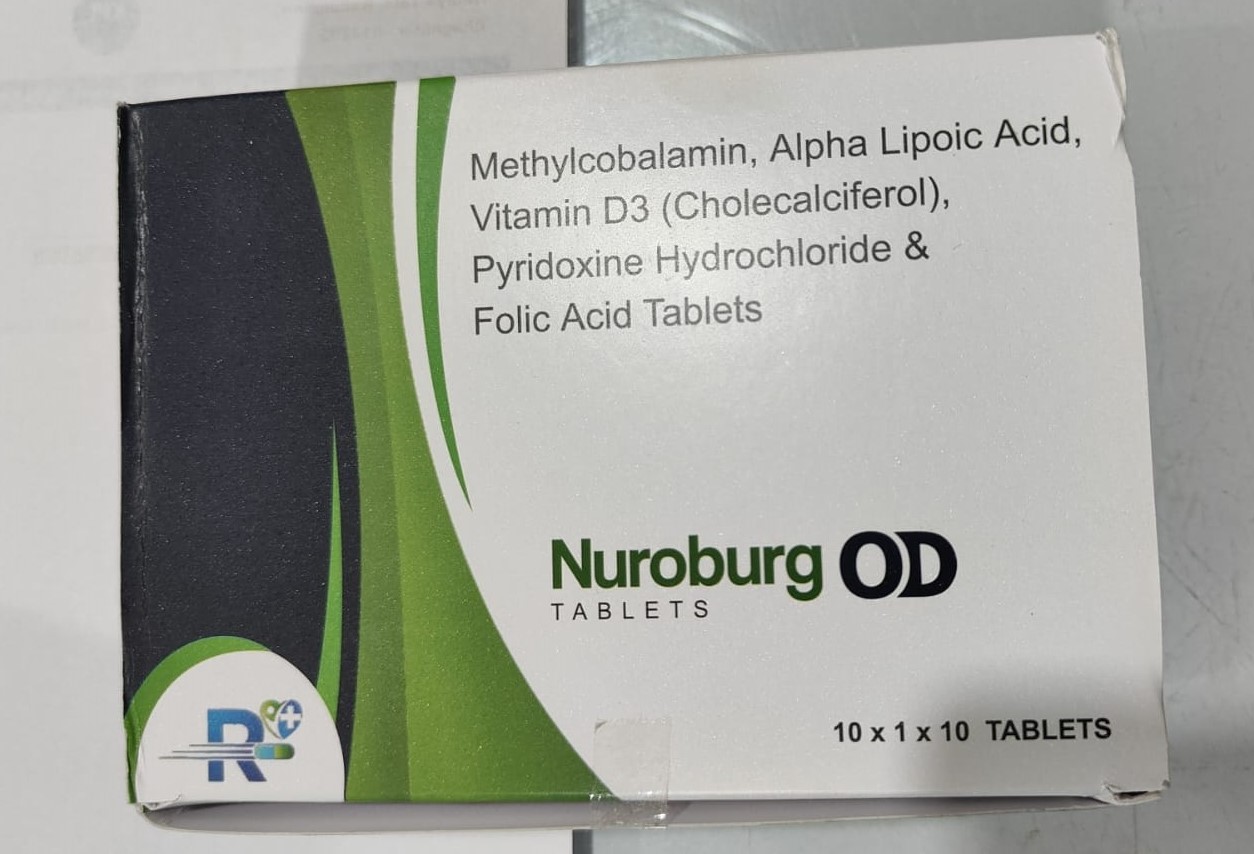 Methylcobalamin, Alpha Lipoic Acid,
Vitamin D3 (Cholecalciferol),
Pyridoxine Hydrochloride &
Folic Acid Tablets
Nuroburg OD
TABLETS
R
10 x 1 x 10 TABLETS